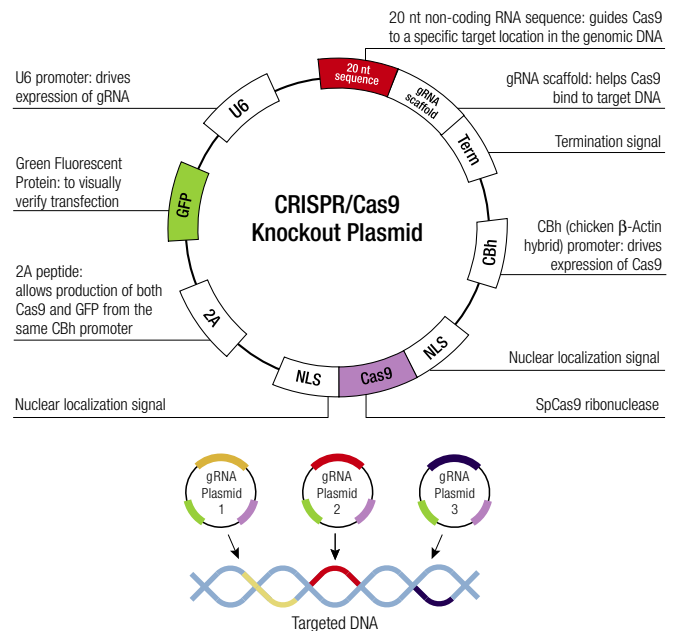 20 nt non-coding RNA sequence: guides Cas9
to a specific target location in the genomic DNA
U6 promoter: drives
expression of gRNA
gRNA scaffold: helps Cas9
bind to target DNA
Termination signal
Green Fluorescent
Protein: to visually
verify transfection
CBh (chicken β-Actin
hybrid) promoter: drives
expression of Cas9
2A peptide:
allows production of both
Cas9 and GFP from the
same CBh promoter
Nuclear localization signal
Nuclear localization signal
SpCas9 ribonuclease
20 nt
sequence
gRNA
scaffold
Term
CBh
NLS
Cas9
NLS
2A
GFP
U6
CRISPR/Cas9
Knockout Plasmid
gRNA
Plasmid
1
gRNA
Plasmid
2
gRNA
Plasmid
3
Targeted DNA